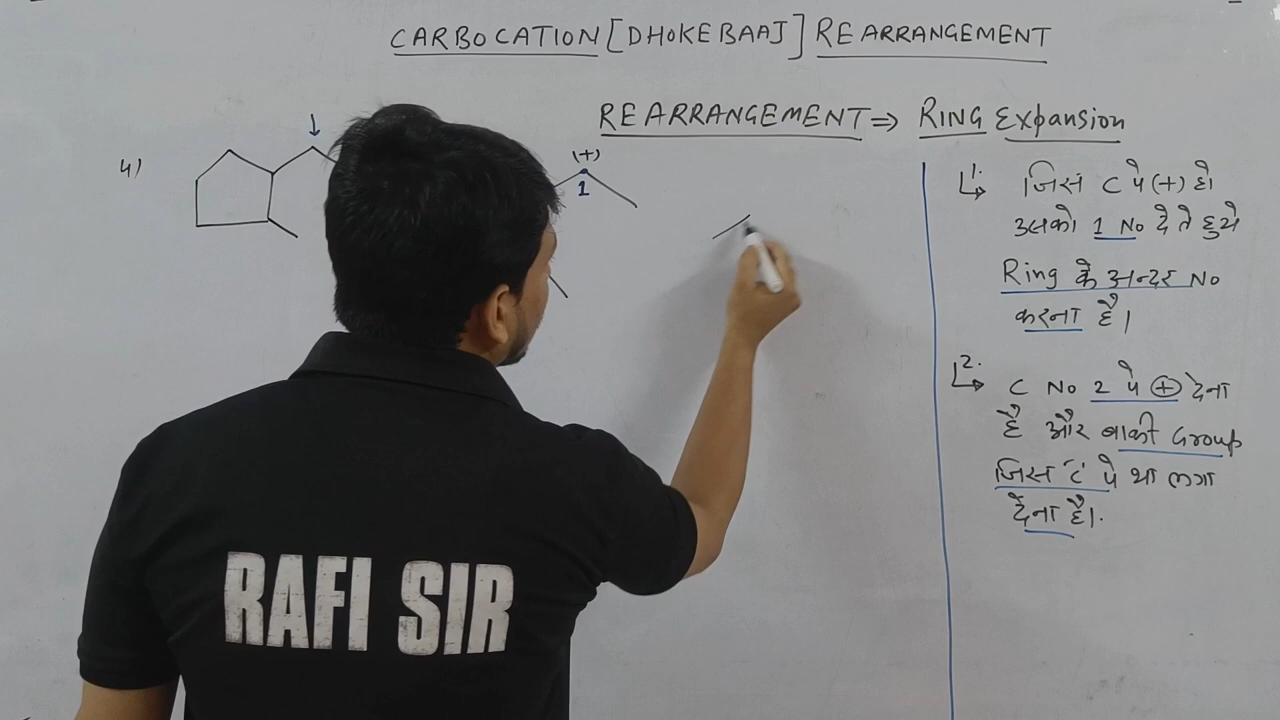 CARBOCATION [DHOKEBAAJ] REARRANGEMENT
REARRANGEMENT ⇒ RING Expansion
4)
(+)
1
1. जिस C पे (+) हो
उसको 1 No देते हुये
Ring के अन्दर No
करना है।
2. C No 2 पे ⊕ देना
है और बाकी Group
जिस 'C' पे था लगा
देना है।
RAFI SIR